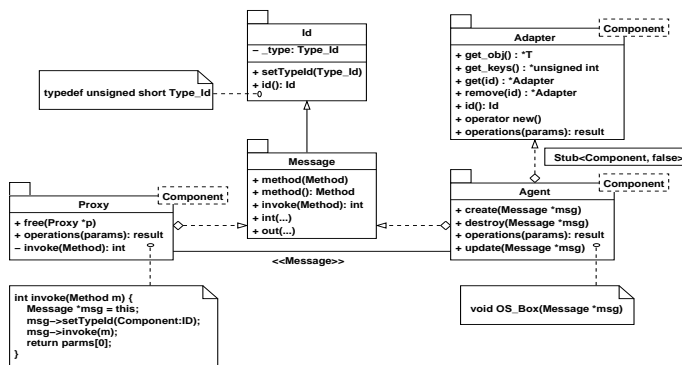 Id
− _type: Type_Id
+ setTypeId(Type_Id)
+ id(): Id
typedef unsigned short Type_Id
Component
Adapter
+ get_obj() : *T
+ get_keys() : *unsigned int
+ get(id) : *Adapter
+ remove(id) : *Adapter
+ id(): Id
+ operator new()
+ operations(params): result
Stub<Component, false>
Message
+ method(Method)
+ method(): Method
+ invoke(Method): int
+ int(...)
+ out(...)
Component
Proxy
+ free(Proxy *p)
+ operations(params): result
− invoke(Method): int
Component
Agent
+ create(Message *msg)
+ destroy(Message *msg)
+ operations(params): result
+ update(Message *msg)
<<Message>>
int invoke(Method m) {
Message *msg = this;
msg−>setTypeId(Component:ID);
msg−>invoke(m);
return parms[0];
}
void OS_Box(Message *msg)